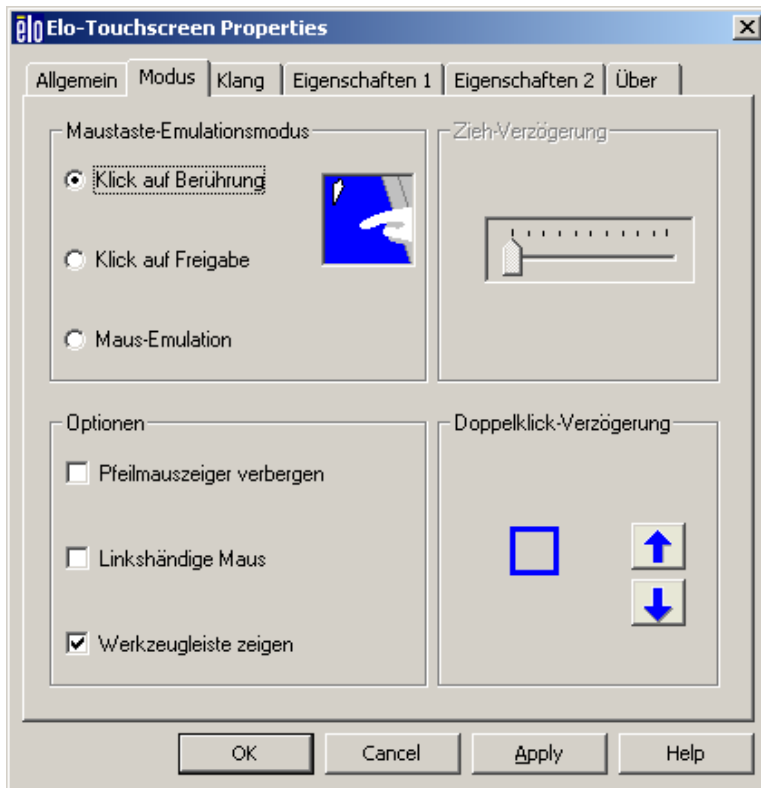 elo Elo-Touchscreen Properties
Allgemein Modus Klang Eigenschaften 1 Eigenschaften 2 Über
Maustaste-Emulationsmodus
Klick auf Berührung
Klick auf Freigabe
Maus-Emulation
Zieh-Verzögerung
Optionen
Pfeilmauszeiger verbergen
Linkshändige Maus
Werkzeugleiste zeigen
Doppelklick-Verzögerung
OK Cancel Apply Help